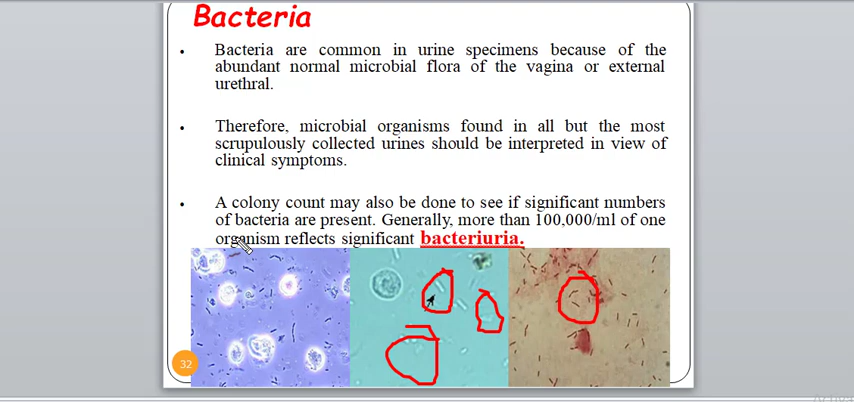 Bacteria
• Bacteria are common in urine specimens because of the
abundant normal microbial flora of the vagina or external
urethral.
• Therefore, microbial organisms found in all but the most
scrupulously collected urines should be interpreted in view of
clinical symptoms.
• A colony count may also be done to see if significant numbers
of bacteria are present. Generally, more than 100,000/ml of one
organism reflects significant bacteriuria.
32